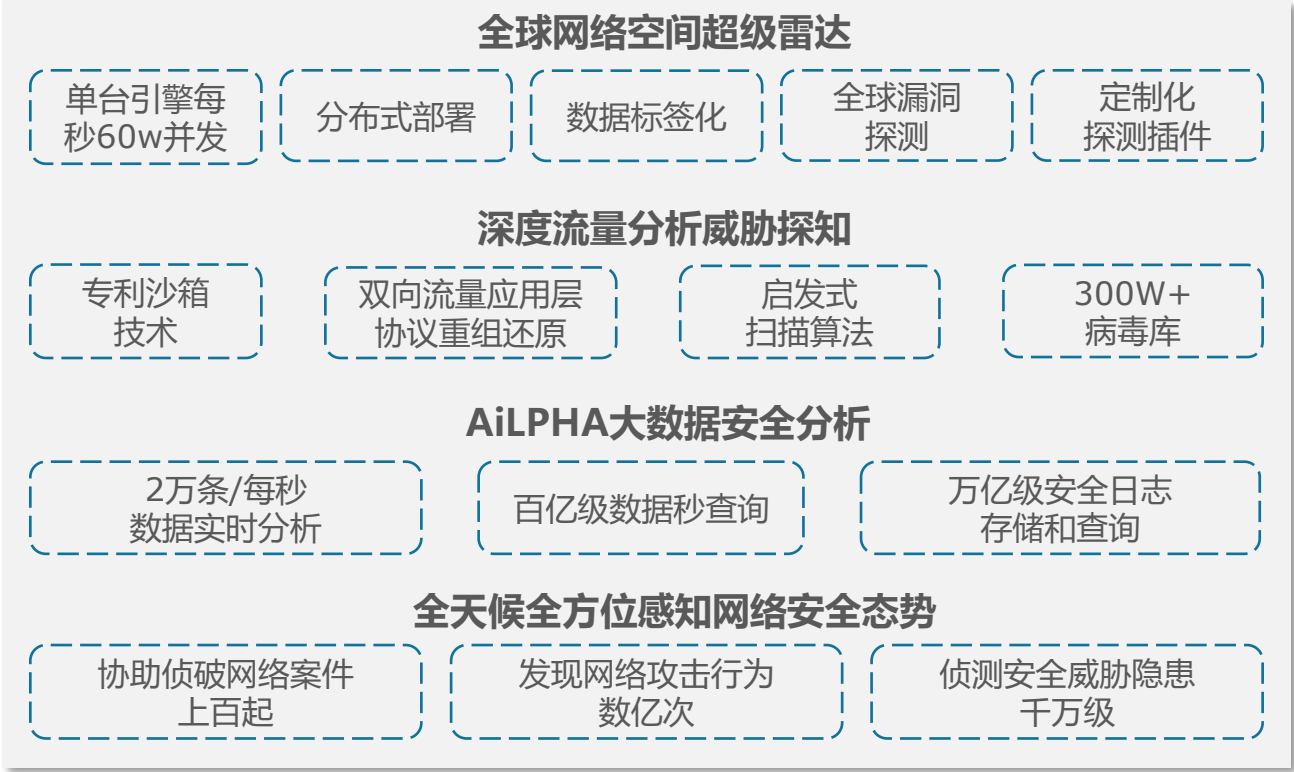 全球网络空间超级雷达
单台引擎每
秒60w并发
分布式部署
数据标签化
全球漏洞
探测
定制化
探测插件
深度流量分析威胁探知
专利沙箱
技术
双向流量应用层
协议重组还原
启发式
扫描算法
300W+
病毒库
AiLPHA大数据安全分析
2万条/每秒
数据实时分析
百亿级数据秒查询
万亿级安全日志
存储和查询
全天候全方位感知网络安全态势
协助侦破网络案件
上百起
发现网络攻击行为
数亿次
侦测安全威胁隐患
千万级